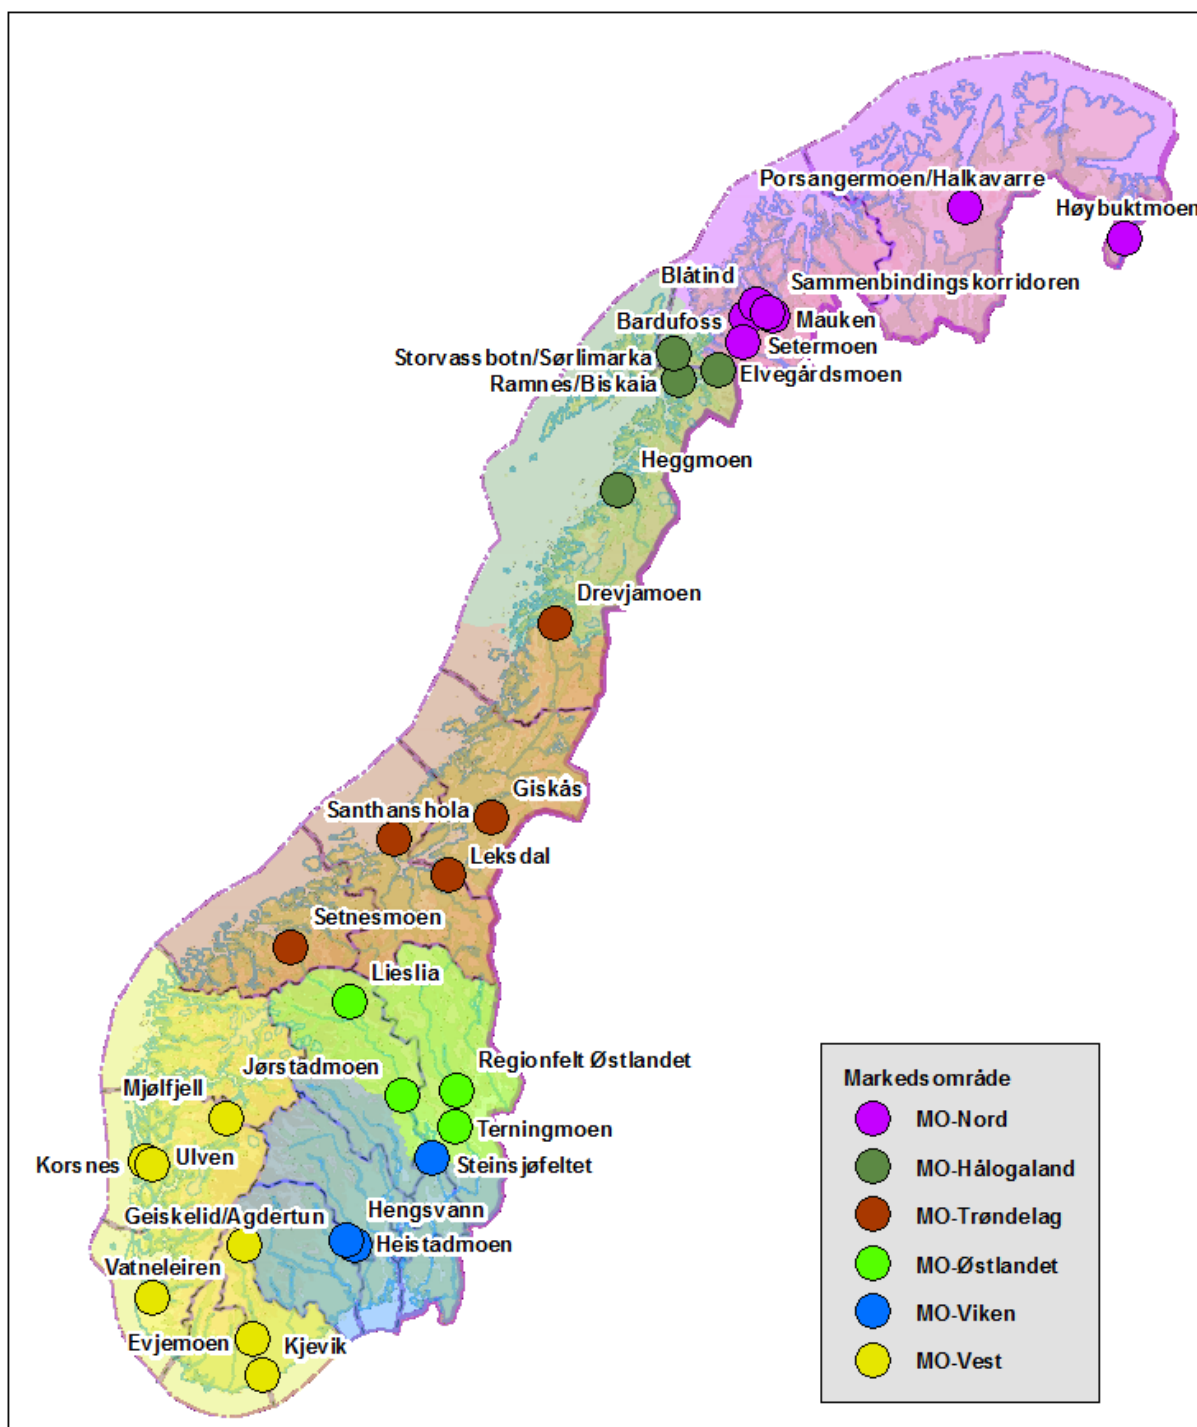 Porsangermoen/Halkavarre
Høybuktmoen
Blåtind
Sammenbindingskorridoren
Bardufoss
Mauken
Setermoen
Storvassbotn/Sørlimarka
Elvegårdsmoen
Ramnes/Biskaia
Heggmoen
Drevjamoen
Giskås
Santhanshola
Leksdal
Setnesmoen
Lieslia
Regionfelt Østlandet
Jørstadmoen
Mjølfjell
Terningmoen
Ulven
Korsnes
Steinsjøfeltet
Hengsvann
Geiskelid/Agdertun
Heistadmoen
Vatneleiren
Evjemoen
Kjevik
Markedsområde
MO-Nord
MO-Hålogaland
MO-Trøndelag
MO-Østlandet
MO-Viken
MO-Vest